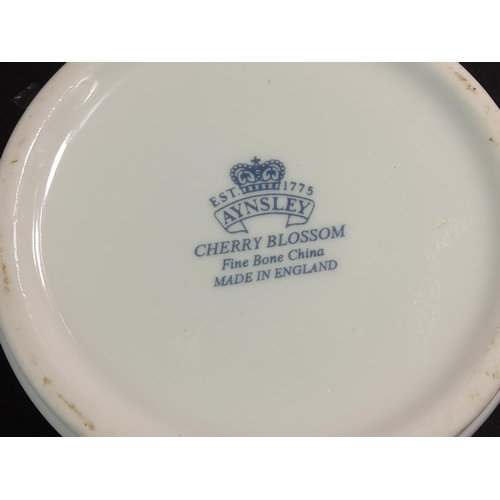 EST. 1775
AYNSLEY
CHERRY BLOSSOM
Fine Bone China
MADE IN ENGLAND